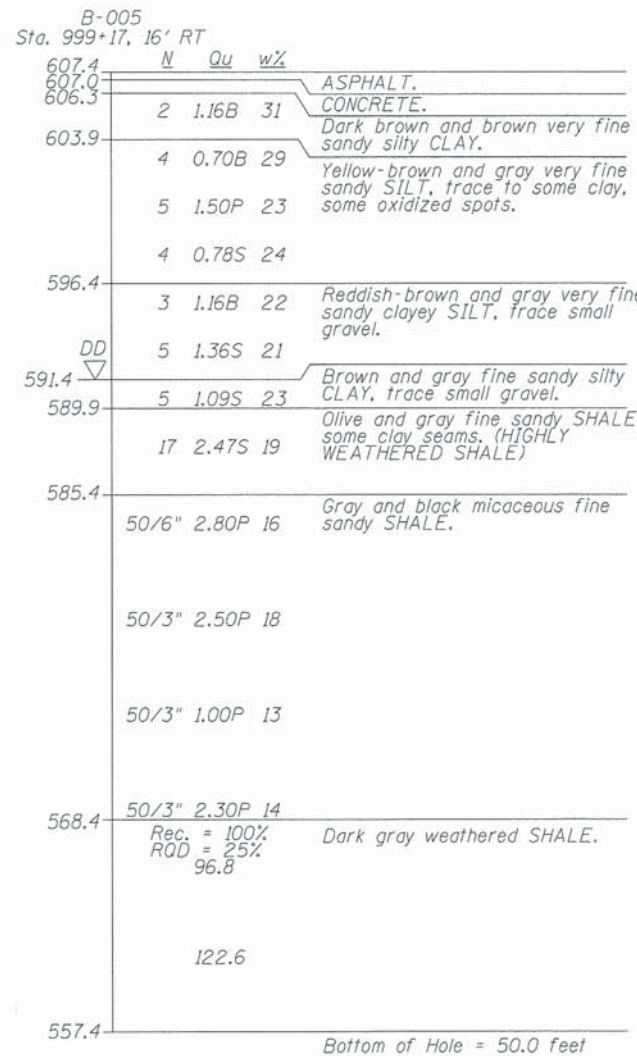 B-005
Sta. 999+17, 16' RT
N Qu w%
607.4
607.0 ASPHALT.
606.3 CONCRETE.
2 1.16B 31 Dark brown and brown very fine
sandy silty CLAY.
603.9
4 0.70B 29 Yellow-brown and gray very fine
sandy SILT, trace to some clay,
5 1.50P 23 some oxidized spots.
4 0.78S 24
596.4
3 1.16B 22 Reddish-brown and gray very fine
sandy clayey SILT, trace small
gravel.
DD 5 1.36S 21
591.4 Brown and gray fine sandy silty
5 1.09S 23 CLAY, trace small gravel.
589.9
Olive and gray fine sandy SHALE
some clay seams. (HIGHLY
17 2.47S 19 WEATHERED SHALE)
585.4
Gray and black micaceous fine
50/6" 2.80P 16 sandy SHALE.
50/3" 2.50P 18
50/3" 1.00P 13
50/3" 2.30P 14
568.4
Rec. = 100% Dark gray weathered SHALE.
RQD = 25%
96.8
122.6
557.4
Bottom of Hole = 50.0 feet